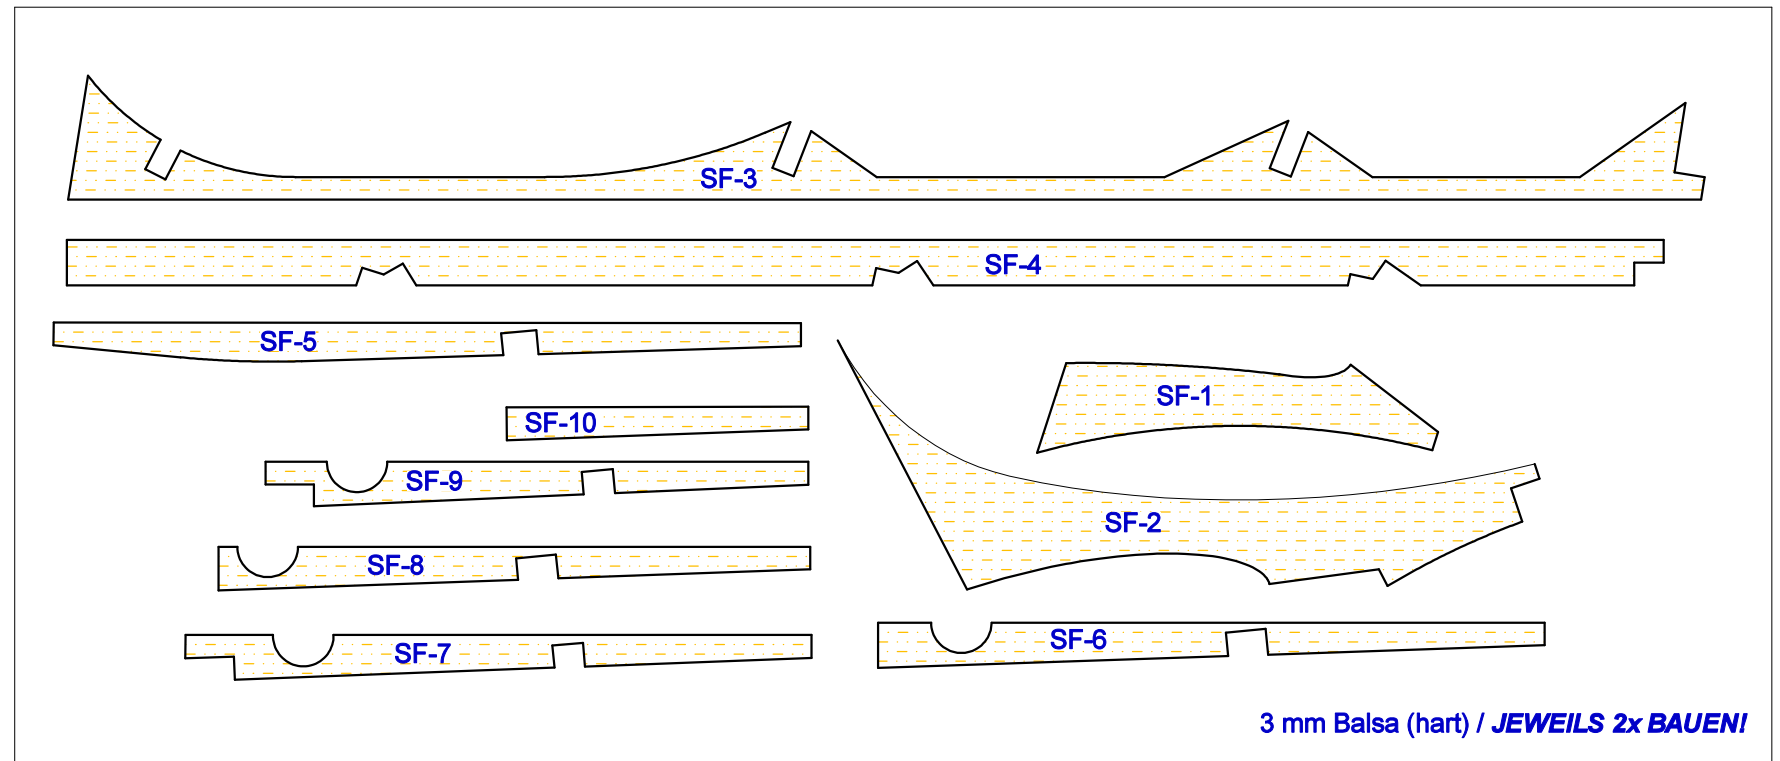 SF-3
SF-4
SF-5
SF-1
SF-10
SF-9
SF-2
SF-8
SF-7
SF-6
3 mm Balsa (hart) / JEWEILS 2x BAUEN!